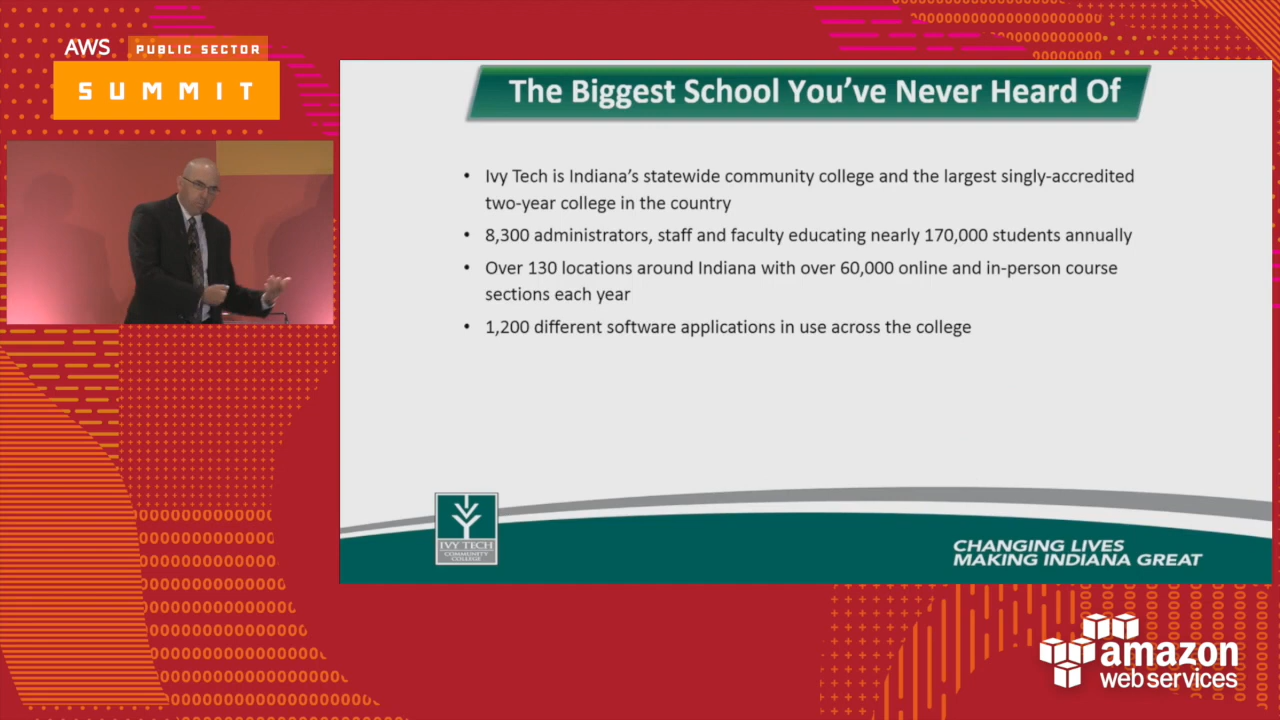 AWS PUBLIC SECTOR
SUMMIT
The Biggest School You've Never Heard Of
• Ivy Tech is Indiana's statewide community college and the largest singly-accredited
two-year college in the country
• 8,300 administrators, staff and faculty educating nearly 170,000 students annually
• Over 130 locations around Indiana with over 60,000 online and in-person course
sections each year
• 1,200 different software applications in use across the college
IVY TECH
COMMUNITY
COLLEGE
CHANGING LIVES
MAKING INDIANA GREAT
amazon
web services